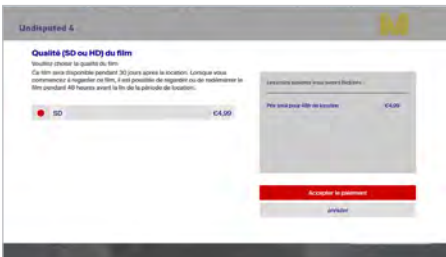 Undisputed 4
Qualité (SD ou HD) du film
Veuillez choisir la qualité du film
Ce film sera disponible pendant 30 jours après la location. Lorsque vous
commencez à regarder ce film, il est possible de regarder ou de redémarrer le
film pendant 48 heures avant la fin de la période de location.
SD
€4,99
€4,99
Accepter le paiement
annuler